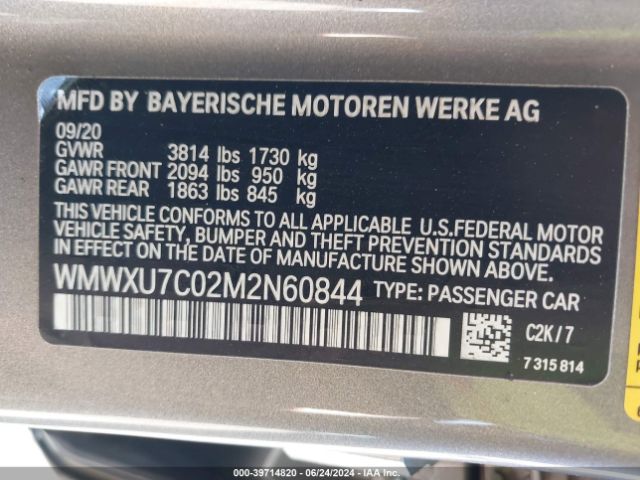 MFD BY BAYERISCHE MOTOREN WERKE AG
09/20
GVWR 3814 lbs 1730 kg
GAWR FRONT 2094 lbs 950 kg
GAWR REAR 1863 lbs 845 kg
THIS VEHICLE CONFORMS TO ALL APPLICABLE U.S.FEDERAL MOTOR
VEHICLE SAFETY, BUMPER AND THEFT PREVENTION STANDARDS
IN EFFECT ON THE DATE OF MANUFACTURE SHOWN ABOVE.
WMWXU7C02M2N60844 TYPE: PASSENGER CAR
C2K/7
7315814
000-39714820 - 06/24/2024 - IAA Inc.